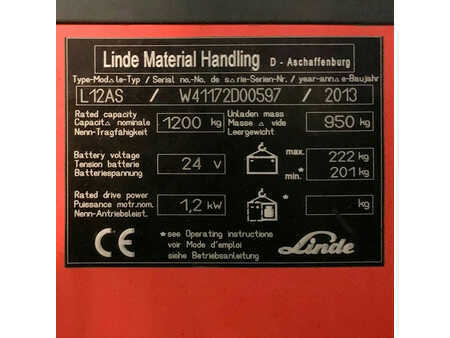 Linde Material Handling D - Aschaffenburg
Type-Modèle-Typ / Serial no.-No. de série-Serien-Nr. / year-année-Baujahr
L12AS / W41172D00597 / 2013
Rated capacity
Capacité nominale
Nenn-Tragfähigkeit
1200 kg
Unladen mass
Masse à vide
Leergewicht
950 kg
Battery voltage
Tension batterie
Batteriespannung
24 v
max. 222 kg
* min. 201 kg
Rated drive power
Puissance motr.nom.
Nenn-Antriebsleist.
1,2 kW
* kg
CE
*see Operating instructions
voir Mode d'emploi
siehe Betriebsanleitung
Linde